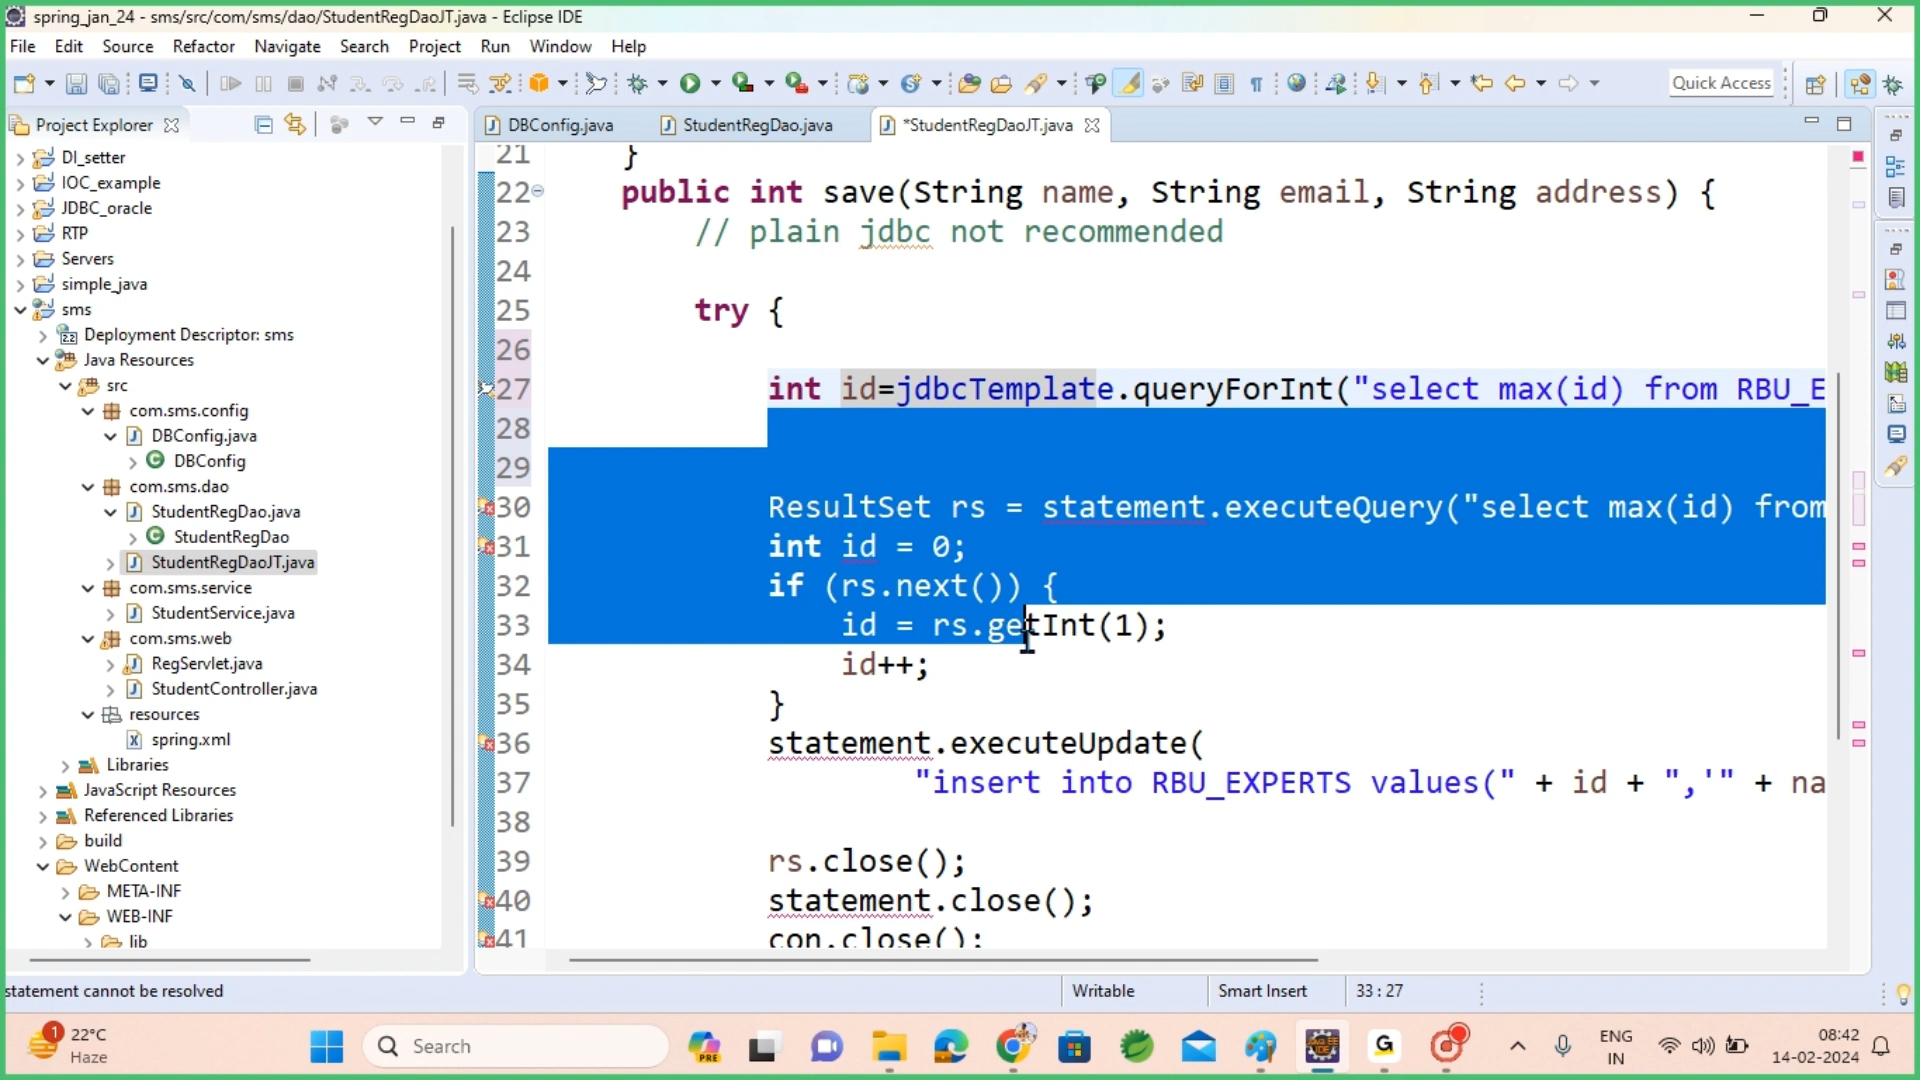 spring_jan_24 - sms/src/com/sms/dao/StudentRegDaoJT.java - Eclipse IDE
File Edit Source Refactor Navigate Search Project Run Window Help
Quick Access
Project Explorer
DBConfig.java
StudentRegDao.java
*StudentRegDaoJT.java
DI_setter
IOC_example
JDBC_oracle
RTP
Servers
simple_java
sms
Deployment Descriptor: sms
2.2
Java Resources
src
com.sms.config
DBConfig.java
DBConfig
com.sms.dao
StudentRegDao.java
StudentRegDao
StudentRegDaoJT.java
com.sms.service
StudentService.java
com.sms.web
RegServlet.java
StudentController.java
resources
spring.xml
Libraries
JavaScript Resources
Referenced Libraries
build
WebContent
META-INF
WEB-INF
lib
21 }
22 public int save(String name, String email, String address) {
23 // plain jdbc not recommended
24
25 try {
26
27 int id=jdbcTemplate.queryForInt("select max(id) from RBU_E
28
29
30 ResultSet rs = statement.executeQuery("select max(id) from
31 int id = 0;
32 if (rs.next()) {
33 id = rs.getInt(1);
34 id++;
35 }
36 statement.executeUpdate(
37 "insert into RBU_EXPERTS values(" + id + ",'" + na
38
39 rs.close();
40 statement.close();
41 con.close();
statement cannot be resolved
Writable
Smart Insert
33 : 27
1
22°C
Haze
Search
PRE
JAVA EE
IDE
G
ENG
IN
08:42
14-02-2024